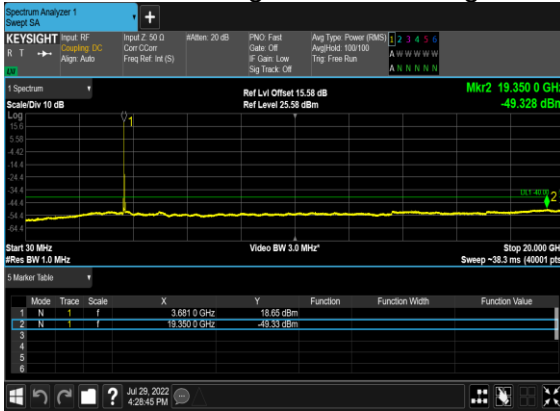 Spectrum Analyzer 1
Swept SA
+
KEYSIGHT Input: RF Input Z: 50 Ω #Atten: 20 dB PNO: Fast Avg Type: Power (RMS) 1 2 3 4 5 6
R T Coupling: DC Corr CCorr Gate: Off Avg|Hold: 100/100 A W W W W W
Align: Auto Freq Ref: Int (S) IF Gain: Low Trig: Free Run
Sig Track: Off A N N N N N
1 Spectrum Ref Lvl Offset 15.58 dB Mkr2 19.350 0 GHz
Scale/Div 10 dB Ref Level 25.58 dBm -49.328 dBm
Log
15.6
5.58
-4.42
-14.4
-24.4
-34.4
-44.4
-54.4
-64.4
1
2
Start 30 MHz Video BW 3.0 MHz* Stop 20.000 GH
#Res BW 1.0 MHz Sweep ~38.3 ms (40001 pts
5 Marker Table
Mode Trace Scale X Y Function Function Width Function Value
1 N 1 f 3.681 0 GHz 18.65 dBm
2 N 1 f 19.350 0 GHz -49.33 dBm
3
4
5
6
? Jul 29, 2022
4:28:45 PM